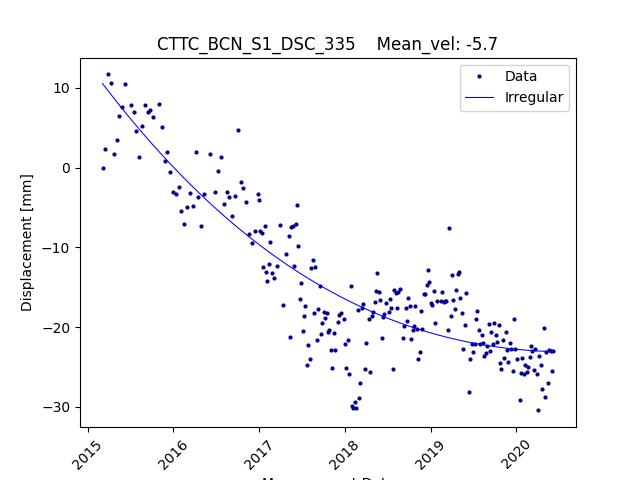 CTTC_BCN_S1_DSC_335    Mean_vel: -5.7
Data
Irregular
Displacement [mm]
10
0
−10
−20
−30
2015
2016
2017
2018
2019
2020